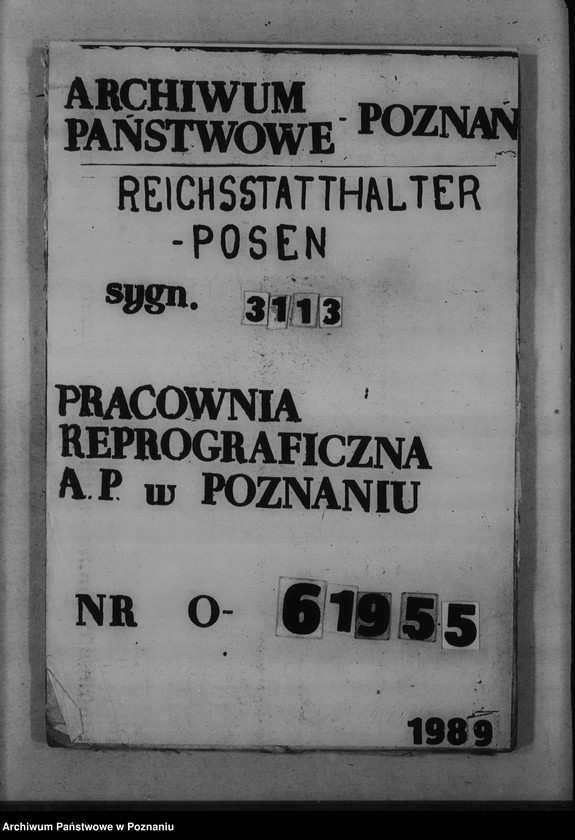 ARCHIWUM
PAŃSTWOWE - POZNAŃ
REICHSSTATTHALTER
-POSEN
sygn. 3113
PRACOWNIA
REPROGRAFICZNA
A.P. w POZNANIU
NR O- 61955
1989
Archiwum Państwowe w Poznaniu